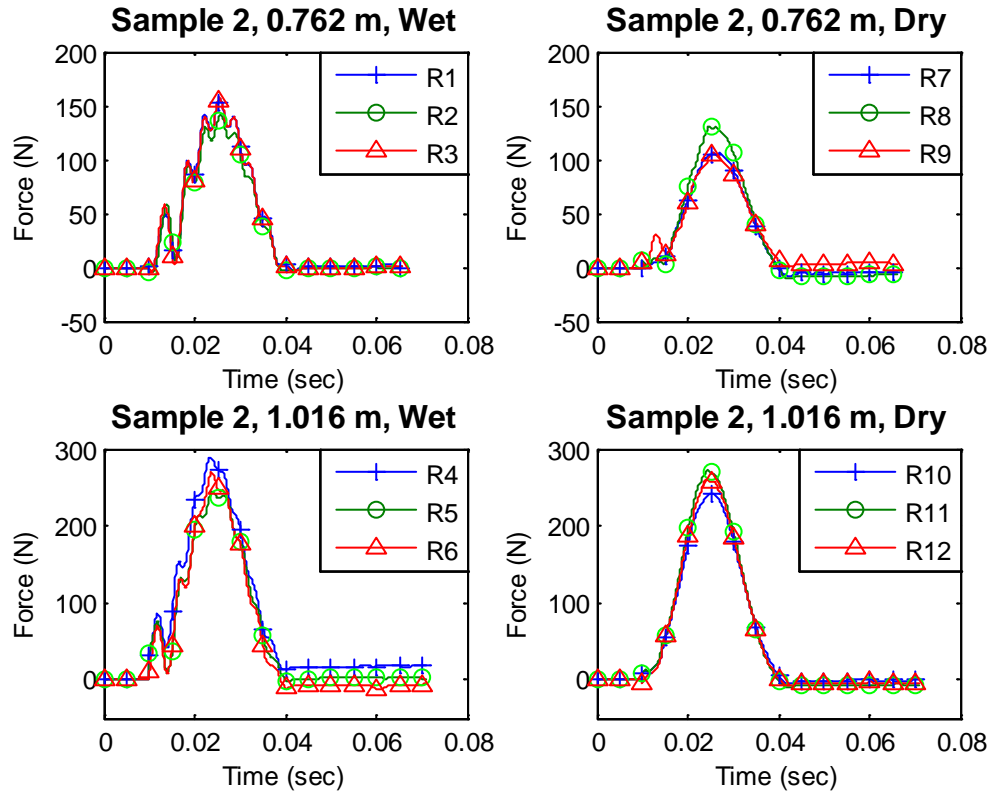 Sample 2, 0.762 m, Wet
200
150
100
50
0
-50
Force (N)
0
0.02
0.04
0.06
0.08
Time (sec)
R1
R2
R3
Sample 2, 0.762 m, Dry
200
150
100
50
0
-50
Force (N)
0
0.02
0.04
0.06
0.08
Time (sec)
R7
R8
R9
Sample 2, 1.016 m, Wet
300
200
100
0
Force (N)
0
0.02
0.04
0.06
0.08
Time (sec)
R4
R5
R6
Sample 2, 1.016 m, Dry
300
200
100
0
Force (N)
0
0.02
0.04
0.06
0.08
Time (sec)
R10
R11
R12